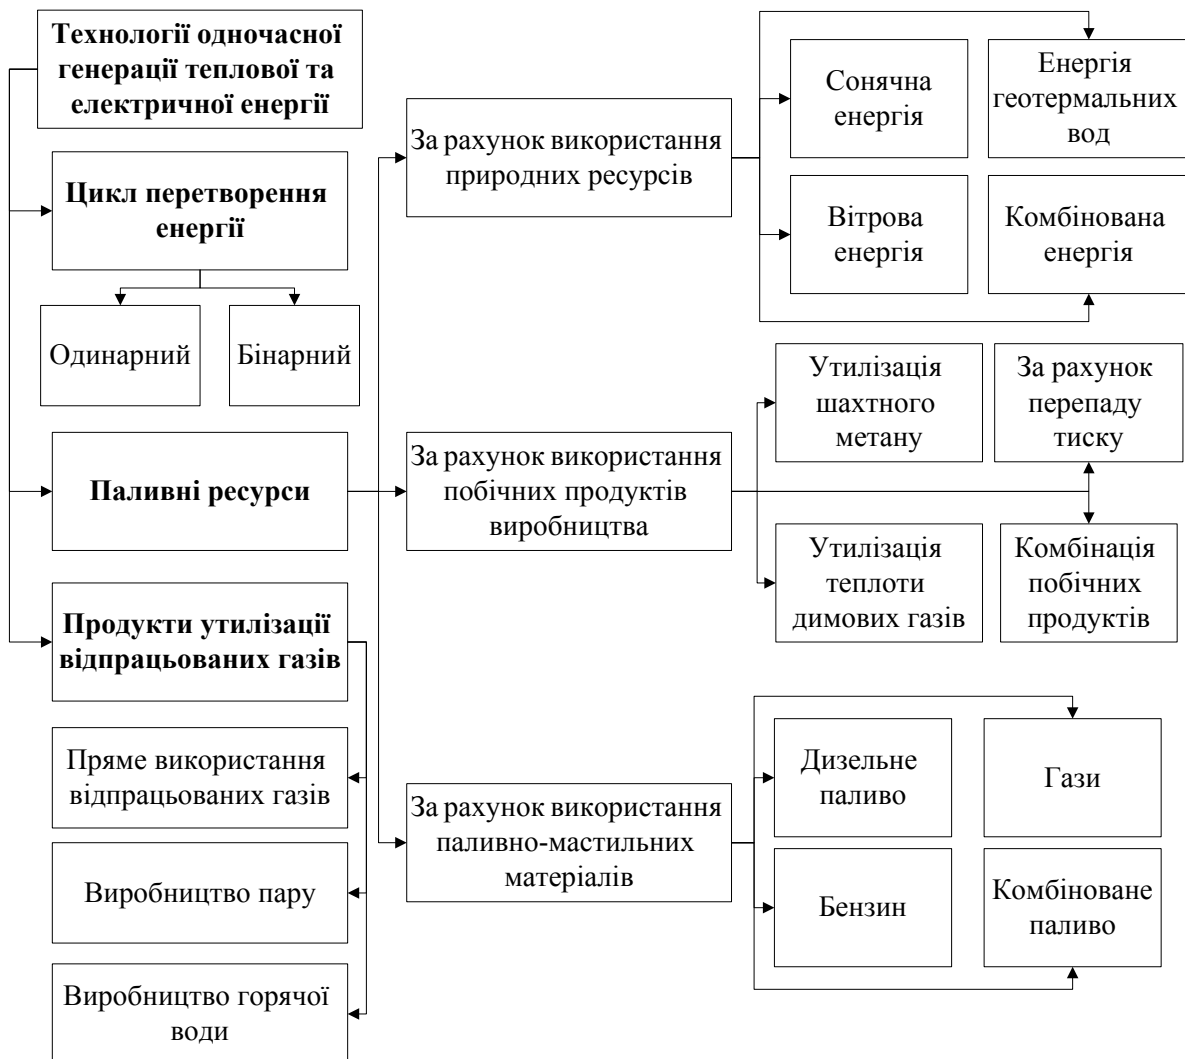 Технології одночасної
генерації теплової та
електричної енергії
Цикл перетворення
енергії
Одинарний
Бінарний
Паливні ресурси
Продукти утилізації
відпрацьованих газів
Пряме використання
відпрацьованих газів
Виробництво пару
Виробництво горячої
води
За рахунок використання
природних ресурсів
Сонячна
енергія
Енергія
геотермальних
вод
Вітрова
енергія
Комбінована
енергія
За рахунок використання
побічних продуктів
виробництва
Утилізація
шахтного
метану
За рахунок
перепаду
тиску
Утилізація
теплоти
димових газів
Комбінація
побічних
продуктів
За рахунок використання
паливно-мастильних
матеріалів
Дизельне
паливо
Гази
Бензин
Комбіноване
паливо